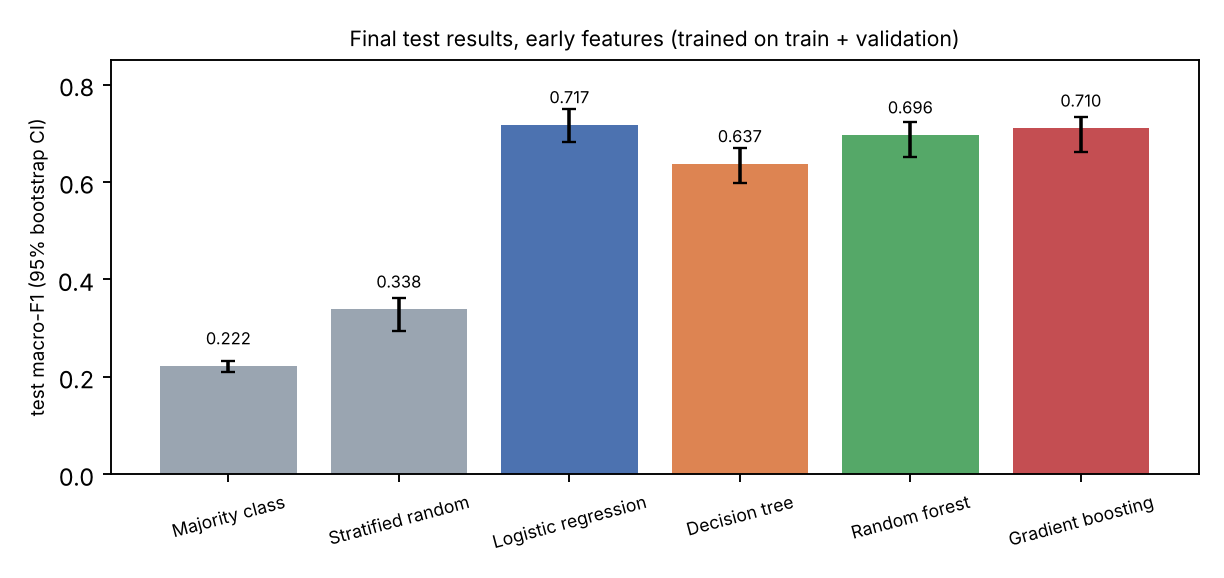 Final test results, early features (trained on train + validation)
test macro-F1 (95% bootstrap CI)
0.8
0.6
0.4
0.2
0.0
0.222
0.338
0.717
0.637
0.696
0.710
Majority class
Stratified random
Logistic regression
Decision tree
Random forest
Gradient boosting